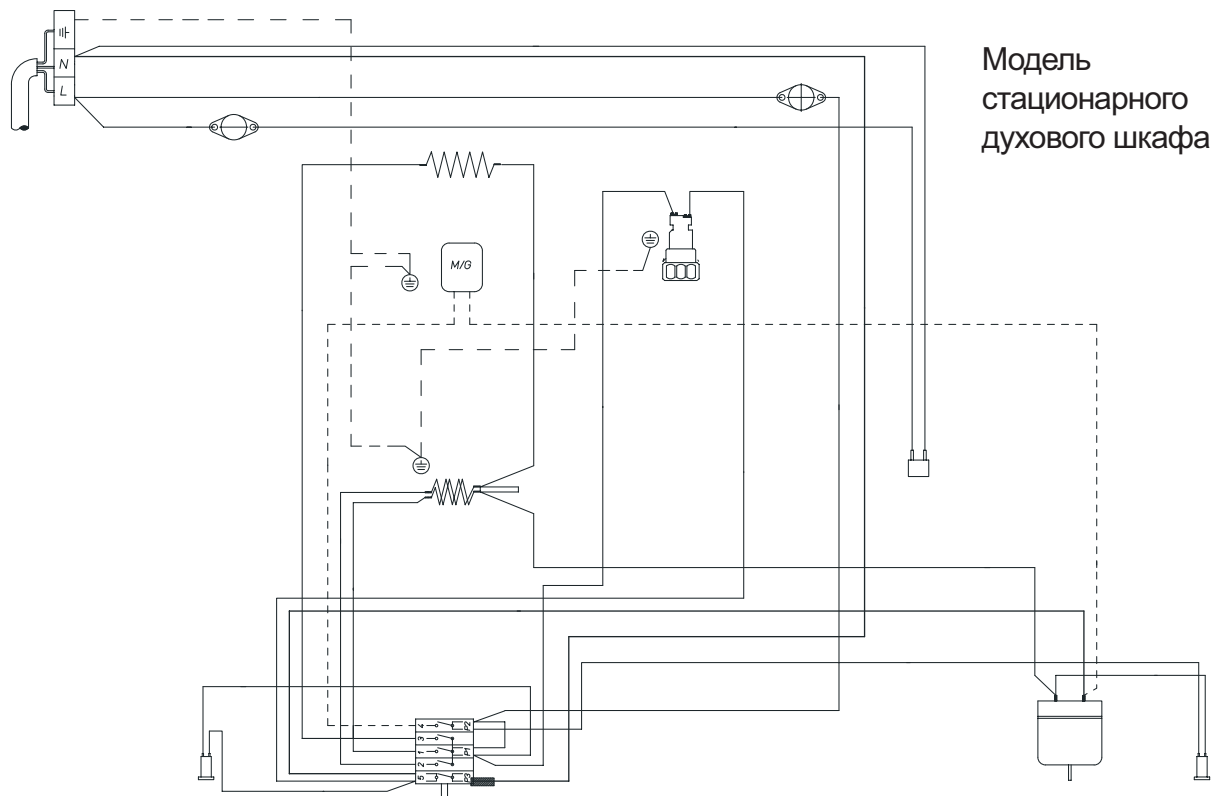 Модель
стационарного
духового шкафа
N
L
M/G
4
P2
3
1
P1
2
5
P3